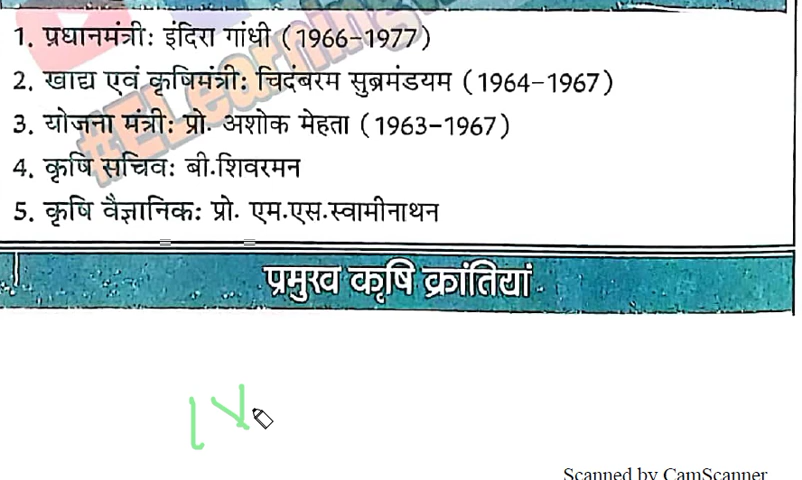 #ELearning
1. प्रधानमंत्री: इंदिरा गांधी (1966-1977)
2. खाद्य एवं कृषिमंत्री: चिदंबरम सुब्रमंडयम (1964-1967)
3. योजना मंत्री: प्रो. अशोक मेहता (1963-1967)
4. कृषि सचिव: बी.शिवरमन
5. कृषि वैज्ञानिक: प्रो. एम.एस.स्वामीनाथन
प्रमुख कृषि क्रांतियां
Scanned by CamScanner